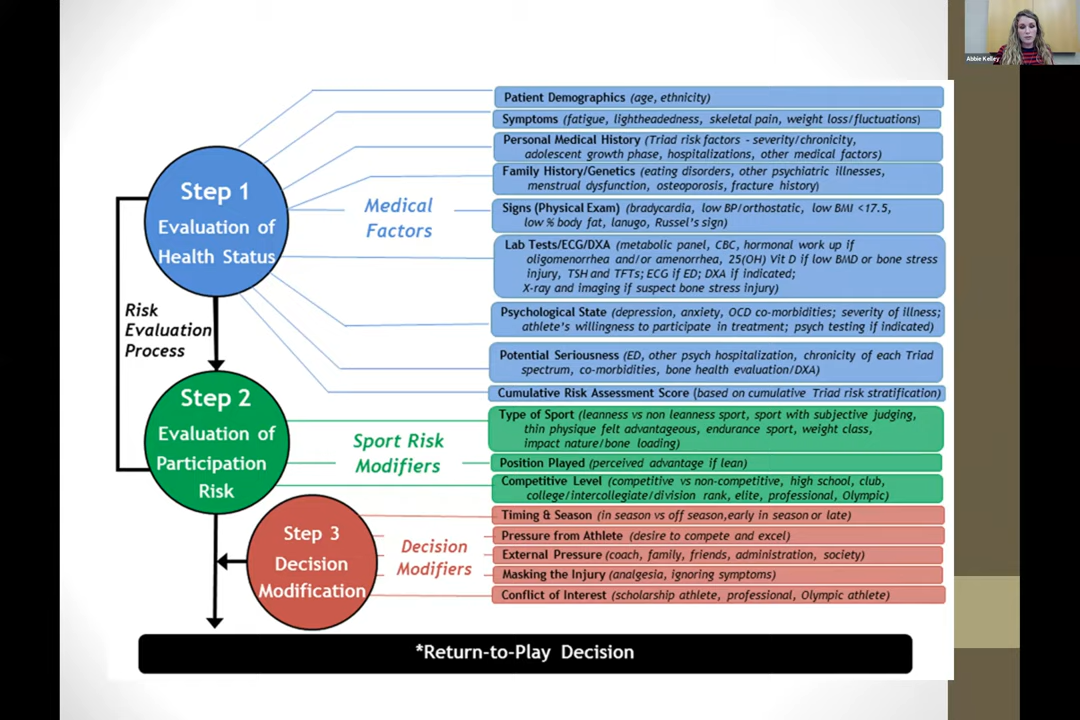 Abbie Kelley
Patient Demographics (age, ethnicity)
Symptoms (fatigue, lightheadedness, skeletal pain, weight loss/fluctuations)
Personal Medical History (Triad risk factors - severity/chronicity,
adolescent growth phase, hospitalizations, other medical factors)
Family History/Genetics (eating disorders, other psychiatric illnesses,
menstrual dysfunction, osteoporosis, fracture history)
Signs (Physical Exam) (bradycardia, low BP/orthostatic, low BMI <17.5,
low % body fat, lanugo, Russel's sign)
Lab Tests/ECG/DXA (metabolic panel, CBC, hormonal work up if
oligomenorrhea and/or amenorrhea, 25(OH) Vit D if low BMD or bone stress
injury, TSH and TFTs; ECG if ED; DXA if indicated;
X-ray and imaging if suspect bone stress injury)
Psychological State (depression, anxiety, OCD co-morbidities; severity of illness;
athlete's willingness to participate in treatment; psych testing if indicated)
Potential Seriousness (ED, other psych hospitalization, chronicity of each Triad
spectrum, co-morbidities, bone health evaluation/DXA)
Cumulative Risk Assessment Score (based on cumulative Triad risk stratification)
Step 1
Evaluation of
Health Status
Medical
Factors
Risk
Evaluation
Process
Step 2
Evaluation of
Participation
Risk
Sport Risk
Modifiers
Type of Sport (leanness vs non leanness sport, sport with subjective judging,
thin physique felt advantageous, endurance sport, weight class,
impact nature/bone loading)
Position Played (perceived advantage if lean)
Competitive Level (competitive vs non-competitive, high school, club,
college/intercollegiate/division rank, elite, professional, Olympic)
Step 3
Decision
Modification
Decision
Modifiers
Timing & Season (in season vs off season,early in season or late)
Pressure from Athlete (desire to compete and excel)
External Pressure (coach, family, friends, administration, society)
Masking the Injury (analgesia, ignoring symptoms)
Conflict of Interest (scholarship athlete, professional, Olympic athlete)
*Return-to-Play Decision